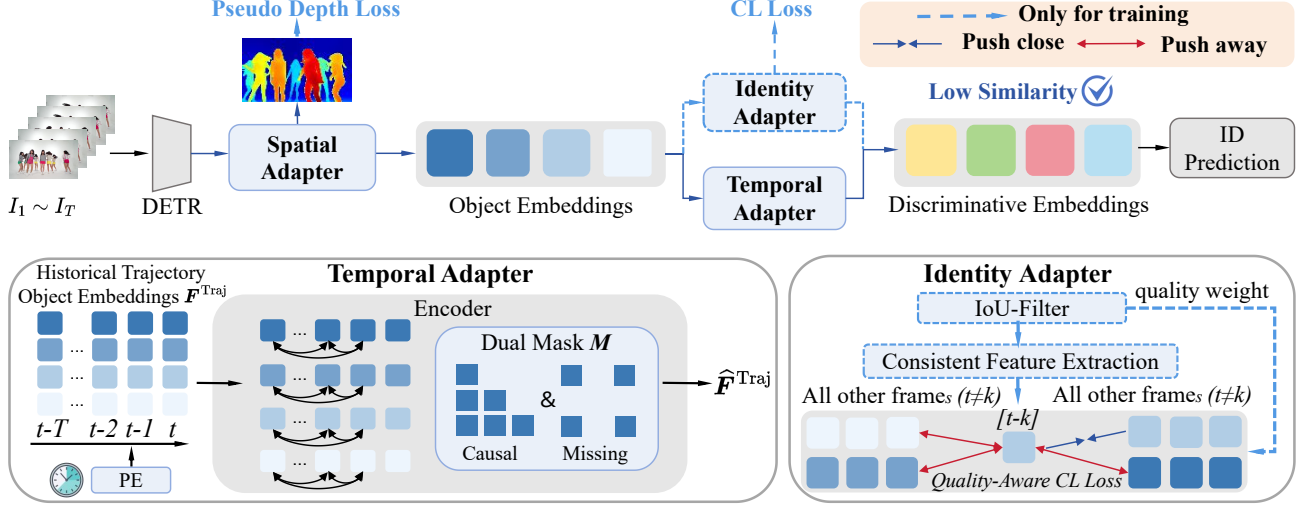 Pseudo Depth Loss
CL Loss
Only for training
Push close
Push away
Low Similarity
Identity
Adapter
Spatial
Adapter
Temporal
Adapter
ID
Prediction
I₁ ~ I_T
DETR
Object Embeddings
Discriminative Embeddings
Temporal Adapter
Historical Trajectory
Object Embeddings F^Traj
...
...
...
...
t-T t-2 t-1 t
PE
Encoder
...
...
...
...
Dual Mask M
&
Causal
Missing
F̂^Traj
Identity Adapter
IoU-Filter
quality weight
Consistent Feature Extraction
All other frames (t≠k)
All other frames (t≠k)
[t-k]
Quality-Aware CL Loss